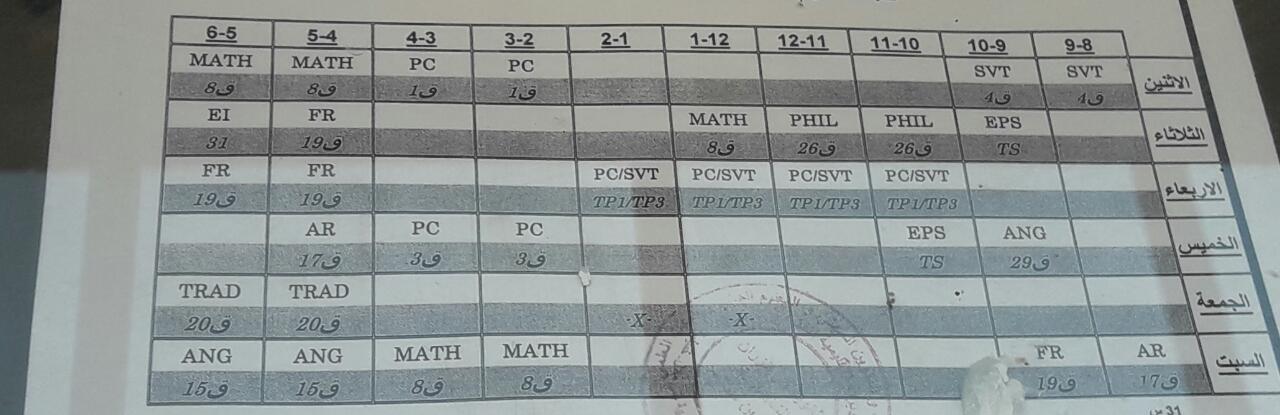 9-8 10-9 11-10 12-11 1-12 2-1 3-2 4-3 5-4 6-5
الاثنين SVT SVT PC PC MATH MATH
ق4 ق4 ق1 ق1 ق8 ق8
الثلاثاء EPS PHIL PHIL MATH FR EI
TS ق26 ق26 ق8 ق19 31
الاربعاء PC/SVT PC/SVT PC/SVT PC/SVT FR FR
TP1/TP3 TP1/TP3 TP1/TP3 TP1/TP3 ق19 ق19
الخميس ANG EPS PC PC AR
ق29 TS ق3 ق3 ق17
الجمعة TRAD TRAD
-X- -X- ق20 ق20
السبت AR FR MATH MATH ANG ANG
ق17 ق19 ق8 ق8 ق15 ق15